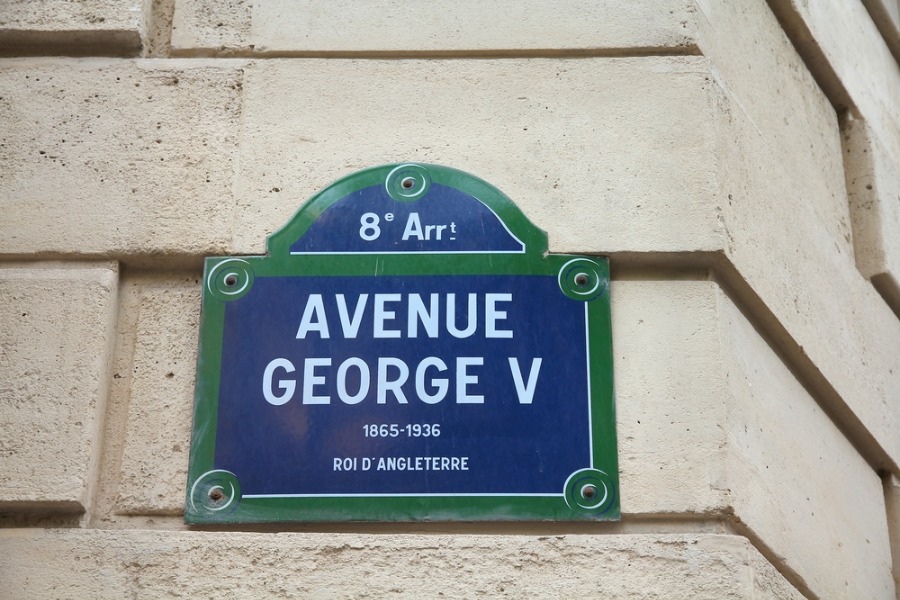 8e Arrt
AVENUE
GEORGE V
1865-1936
ROI D'ANGLETERRE